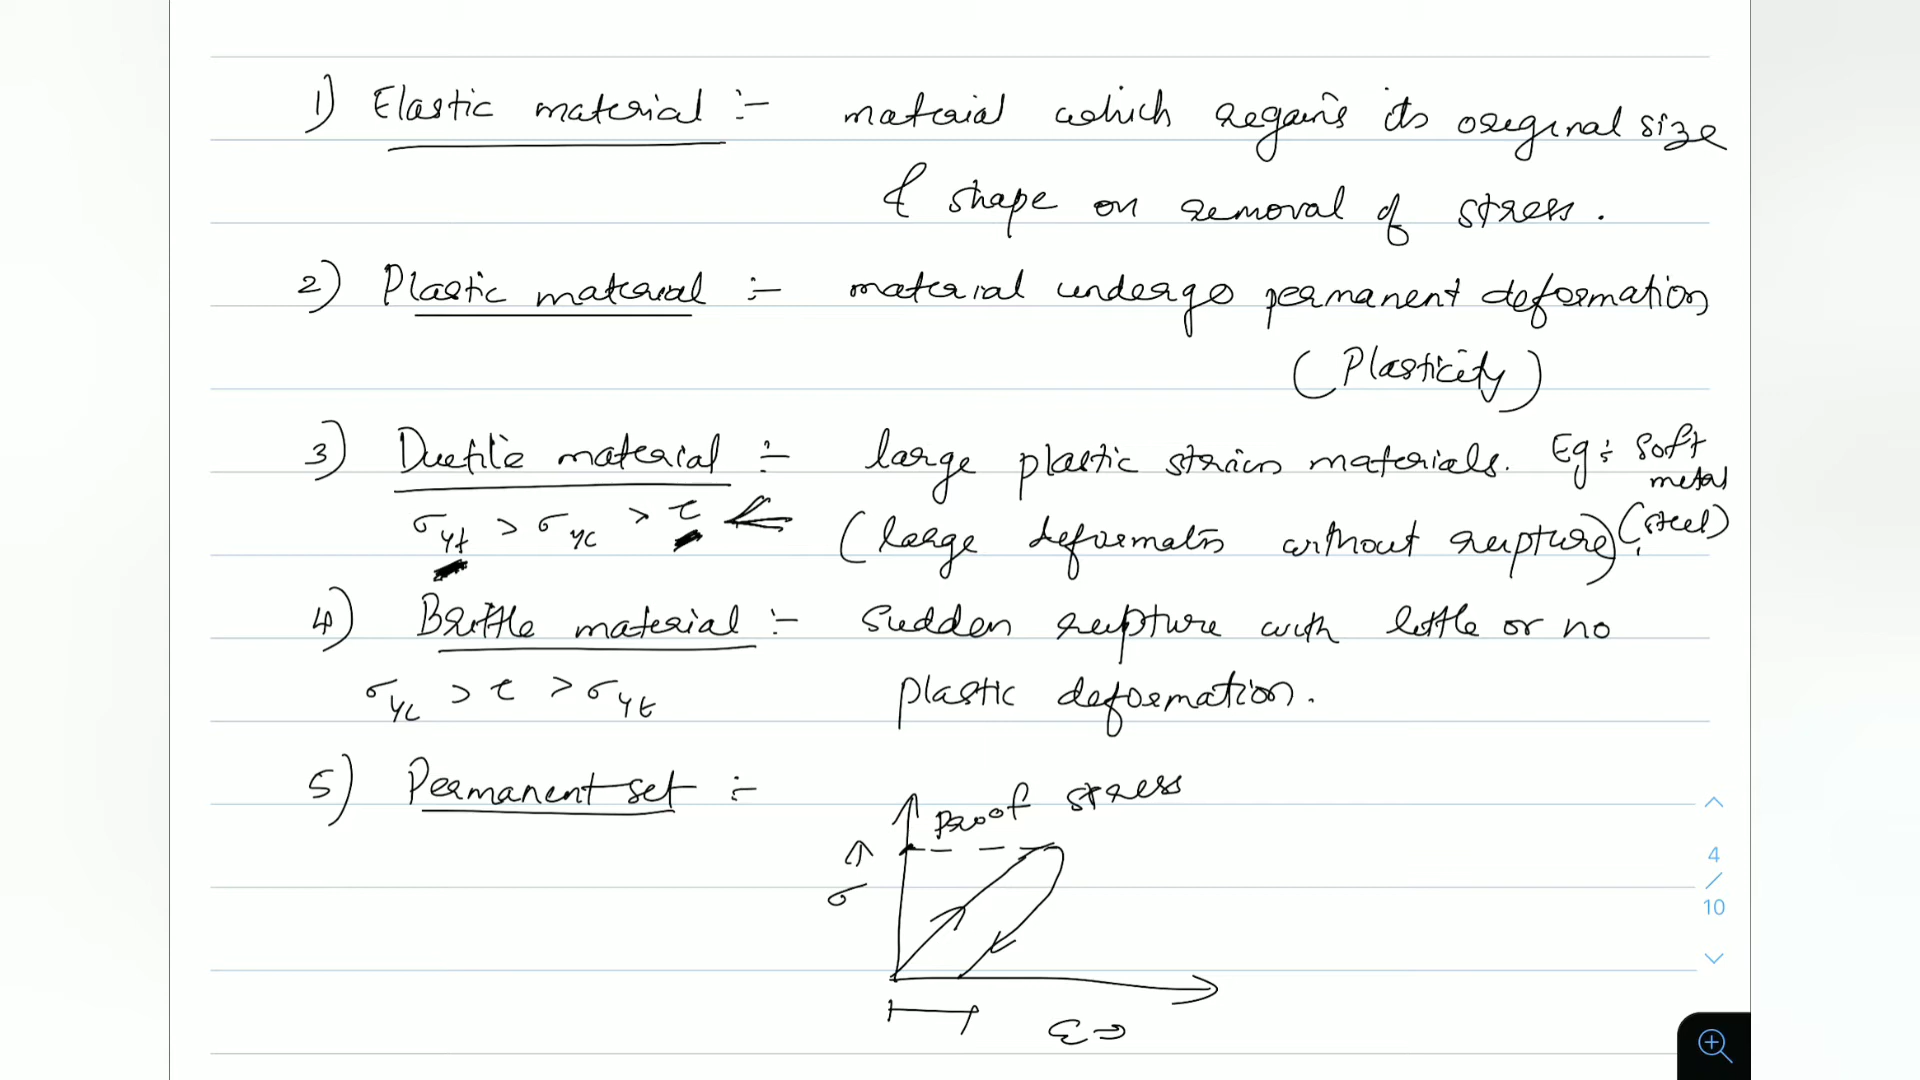 1) Elastic material :- material which regains its original size
& shape on removal of stress.
2) Plastic material :- material undergo permanent deformation
(Plasticity)
3) Ductile material :- large plastic strain materials. Eg: Soft
metal
σyt > σyc > τ (large deformation without rupture) (steel)
4) Brittle material :- Sudden rupture with little or no
σyc > τ > σyt plastic deformation.
5) Permanent set :-
Proof stress
σ
ε
4
/
10